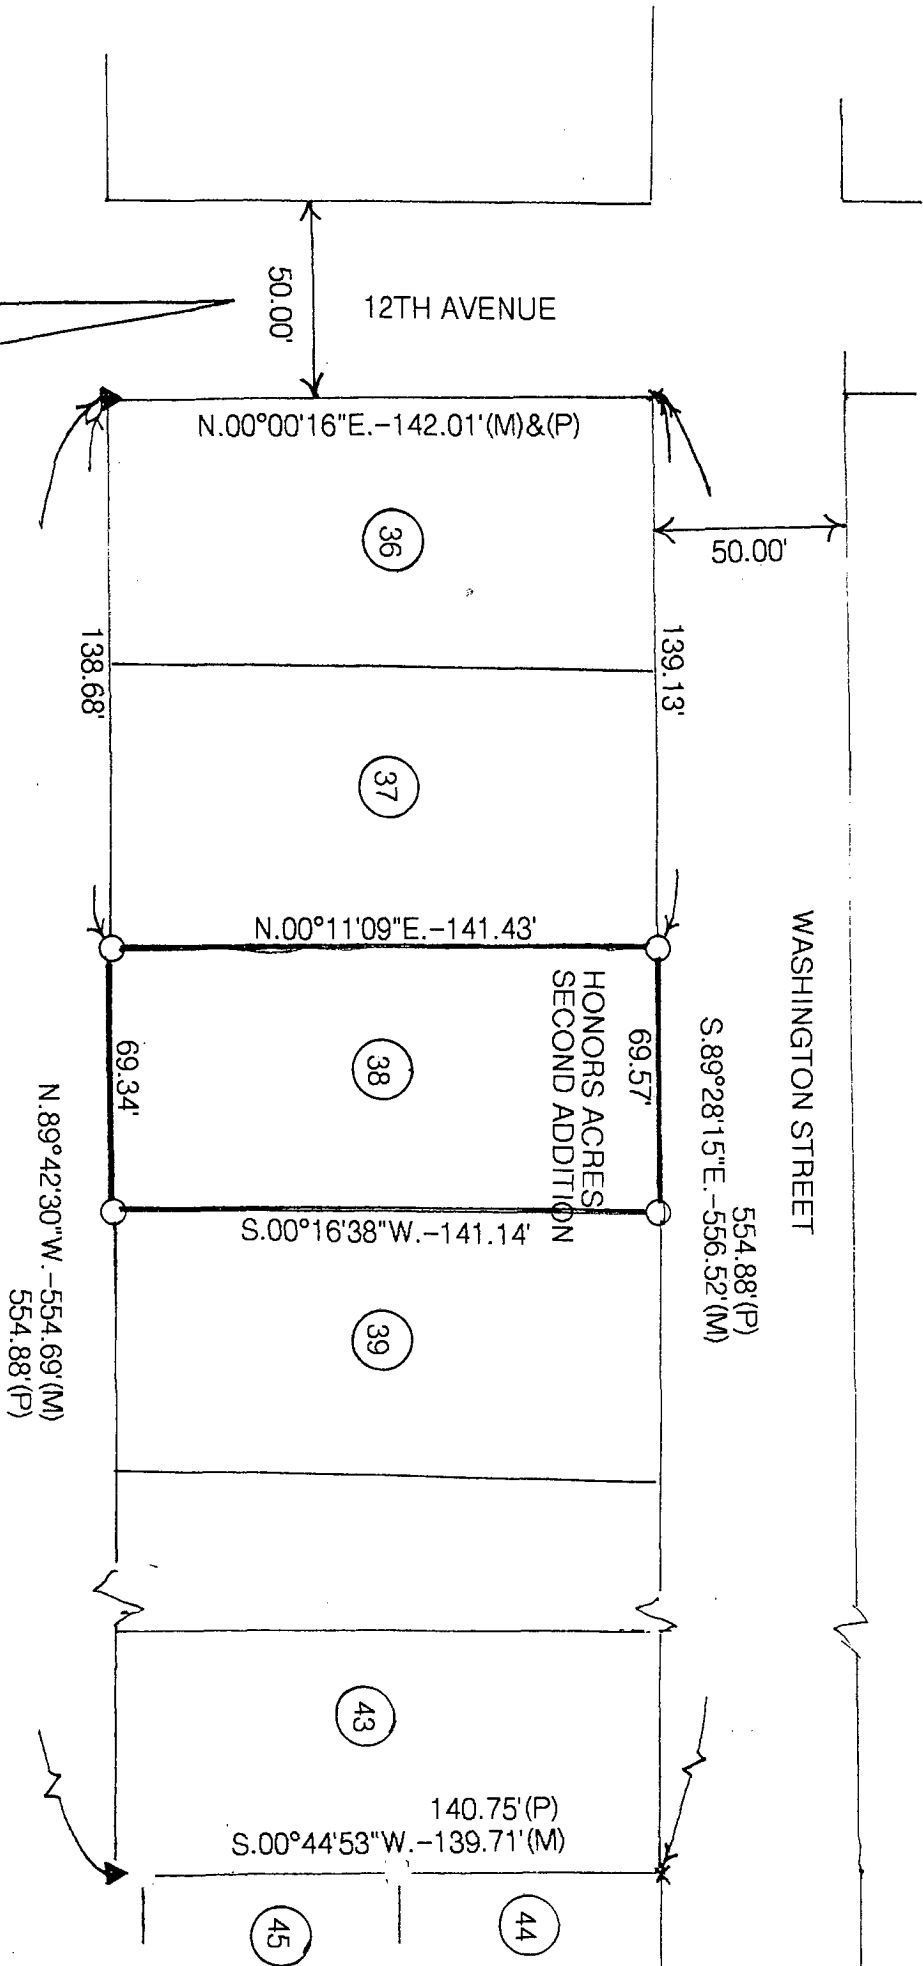 12TH AVENUE
50.00'
N.00°00'16"E.-142.01'(M)&(P)
50.00'
36
139.13'
138.68'
37
WASHINGTON STREET
N.00°11'09"E.-141.43'
HONORS ACRES
SECOND ADDITION
69.57'
554.88'(P)
S.89°28'15"E.-556.52'(M)
38
69.34'
N.89°42'30"W.-554.69'(M)
554.88'(P)
S.00°16'38"W.-141.14'
39
43
140.75'(P)
S.00°44'53"W.-139.71'(M)
44
45